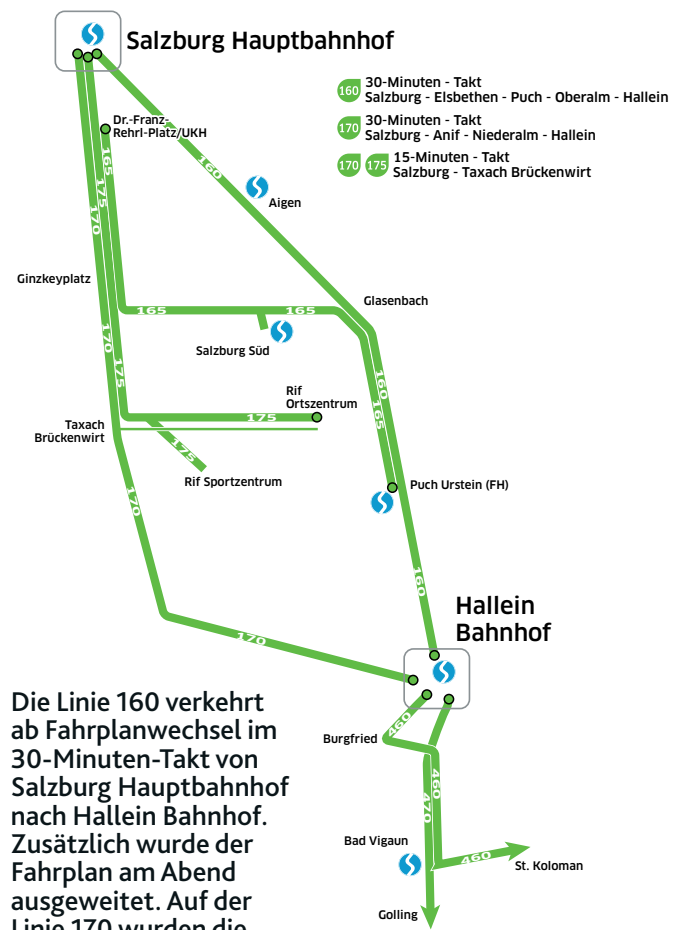 Salzburg Hauptbahnhof
160
30-Minuten - Takt
Salzburg - Elsbethen - Puch - Oberalm - Hallein
170
30-Minuten - Takt
Salzburg - Anif - Niederalm - Hallein
170 175
15-Minuten - Takt
Salzburg - Taxach Brückenwirt
Dr.-Franz-
Rehrl-Platz/UKH
165
175
170
160
Aigen
Ginzkeyplatz
165
165
Glasenbach
Salzburg Süd
170
175
160
165
Rif
Ortszentrum
175
Taxach
Brückenwirt
175
Rif Sportzentrum
Puch Urstein (FH)
170
160
Hallein
Bahnhof
170
460
Burgfried
460
470
Bad Vigaun
460
St. Koloman
Golling
Die Linie 160 verkehrt
ab Fahrplanwechsel im
30-Minuten-Takt von
Salzburg Hauptbahnhof
nach Hallein Bahnhof.
Zusätzlich wurde der
Fahrplan am Abend
ausgeweitet. Auf der
Linie 170 wurden die